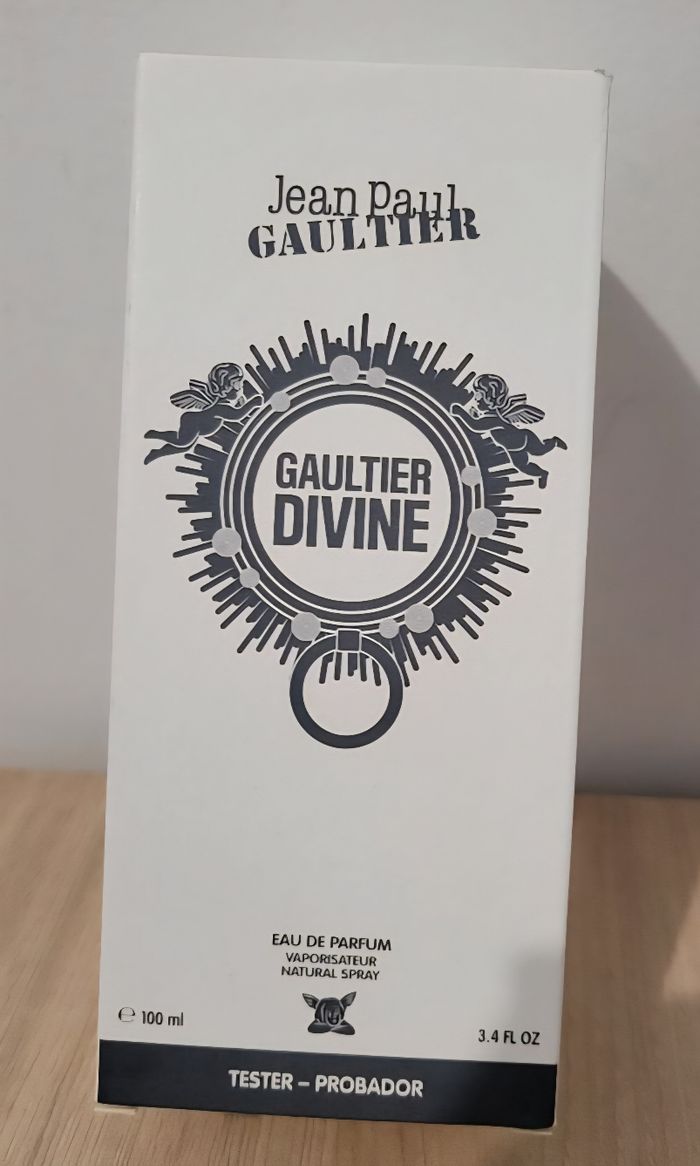 Jean Paul
GAULTIER
GAULTIER
DIVINE
EAU DE PARFUM
VAPORISATEUR
NATURAL SPRAY
℮ 100 ml
3.4 FL OZ
TESTER – PROBADOR